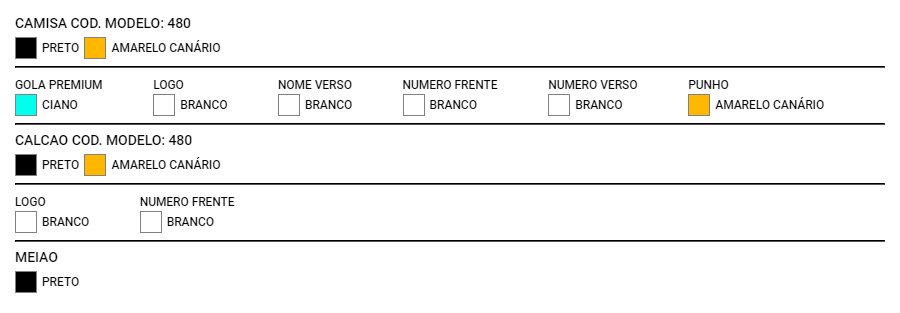 CAMISA COD. MODELO: 480
PRETO AMARELO CANÁRIO
GOLA PREMIUM LOGO NOME VERSO NUMERO FRENTE NUMERO VERSO PUNHO
CIANO BRANCO BRANCO BRANCO BRANCO AMARELO CANÁRIO
CALCAO COD. MODELO: 480
PRETO AMARELO CANÁRIO
LOGO NUMERO FRENTE
BRANCO BRANCO
MEIAO
PRETO